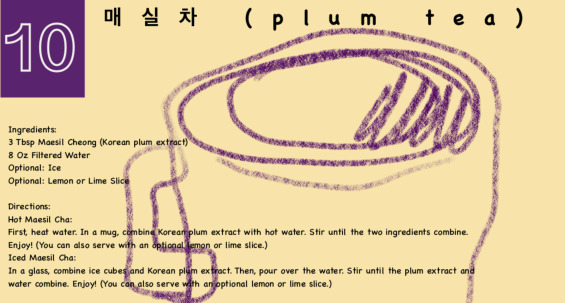 10
매실차 (plum tea)
Ingredients:
3 Tbsp Maesil Cheong (Korean plum extract)
8 Oz Filtered Water
Optional: Ice
Optional: Lemon or Lime Slice
Directions:
Hot Maesil Cha:
First, heat water. In a mug, combine Korean plum extract with hot water. Stir until the two ingredients combine.
Enjoy! (You can also serve with an optional lemon or lime slice.)
Iced Maesil Cha:
In a glass, combine ice cubes and Korean plum extract. Then, pour over the water. Stir until the plum extract and
water combine. Enjoy! (You can also serve with an optional lemon or lime slice.)